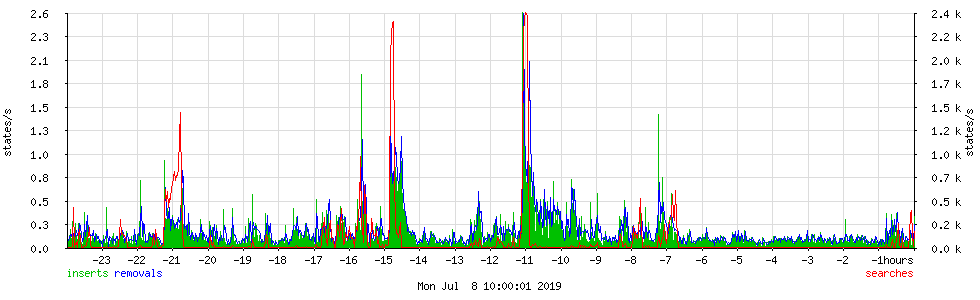 2.6 2.4 k
2.3 2.2 k
2.1 2.0 k
1.8 1.7 k
1.5 1.5 k
1.3 1.2 k
1.0 1.0 k
0.8 0.7 k
0.5 0.5 k
0.3 0.2 k
0.0 0.0 k
states/s
states/s
-23 -22 -21 -20 -19 -18 -17 -16 -15 -14 -13 -12 -11 -10 -9 -8 -7 -6 -5 -4 -3 -2 -1hours
inserts removals searches
Mon Jul  8 10:00:01 2019